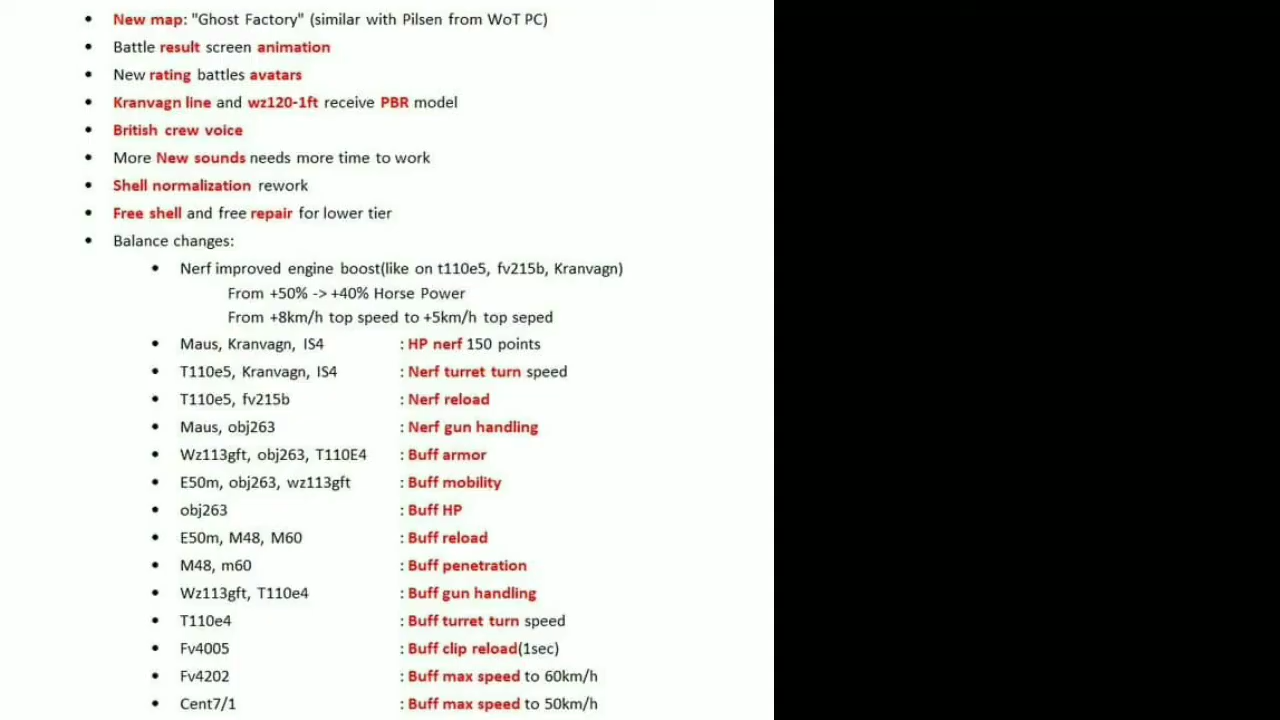 • New map: "Ghost Factory" (similar with Pilsen from WoT PC)
• Battle result screen animation
• New rating battles avatars
• Kranvagn line and wz120-1ft receive PBR model
• British crew voice
• More New sounds needs more time to work
• Shell normalization rework
• Free shell and free repair for lower tier
• Balance changes:
• Nerf improved engine boost(like on t110e5, fv215b, Kranvagn)
From +50% -> +40% Horse Power
From +8km/h top speed to +5km/h top seped
• Maus, Kranvagn, IS4 : HP nerf 150 points
• T110e5, Kranvagn, IS4 : Nerf turret turn speed
• T110e5, fv215b : Nerf reload
• Maus, obj263 : Nerf gun handling
• Wz113gft, obj263, T110E4 : Buff armor
• E50m, obj263, wz113gft : Buff mobility
• obj263 : Buff HP
• E50m, M48, M60 : Buff reload
• M48, m60 : Buff penetration
• Wz113gft, T110e4 : Buff gun handling
• T110e4 : Buff turret turn speed
• Fv4005 : Buff clip reload(1sec)
• Fv4202 : Buff max speed to 60km/h
• Cent7/1 : Buff max speed to 50km/h